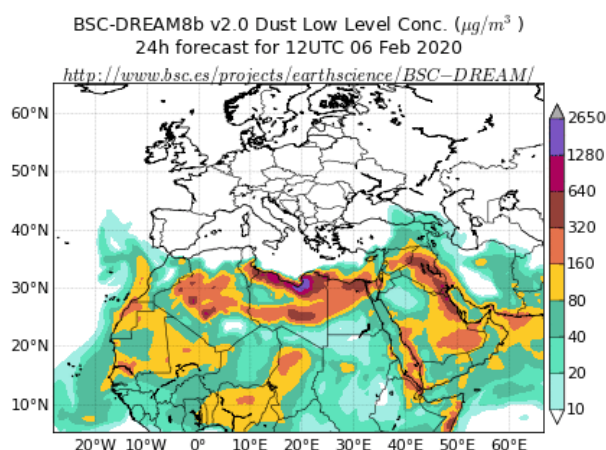 BSC-DREAM8b v2.0 Dust Low Level Conc. (μg/m³ )
24h forecast for 12UTC 06 Feb 2020
http://www.bsc.es/projects/earthscience/BSC−DREAM/
60°N
50°N
40°N
30°N
20°N
10°N
20°W 10°W 0° 10°E 20°E 30°E 40°E 50°E 60°E
2650
1280
640
320
160
80
40
20
10